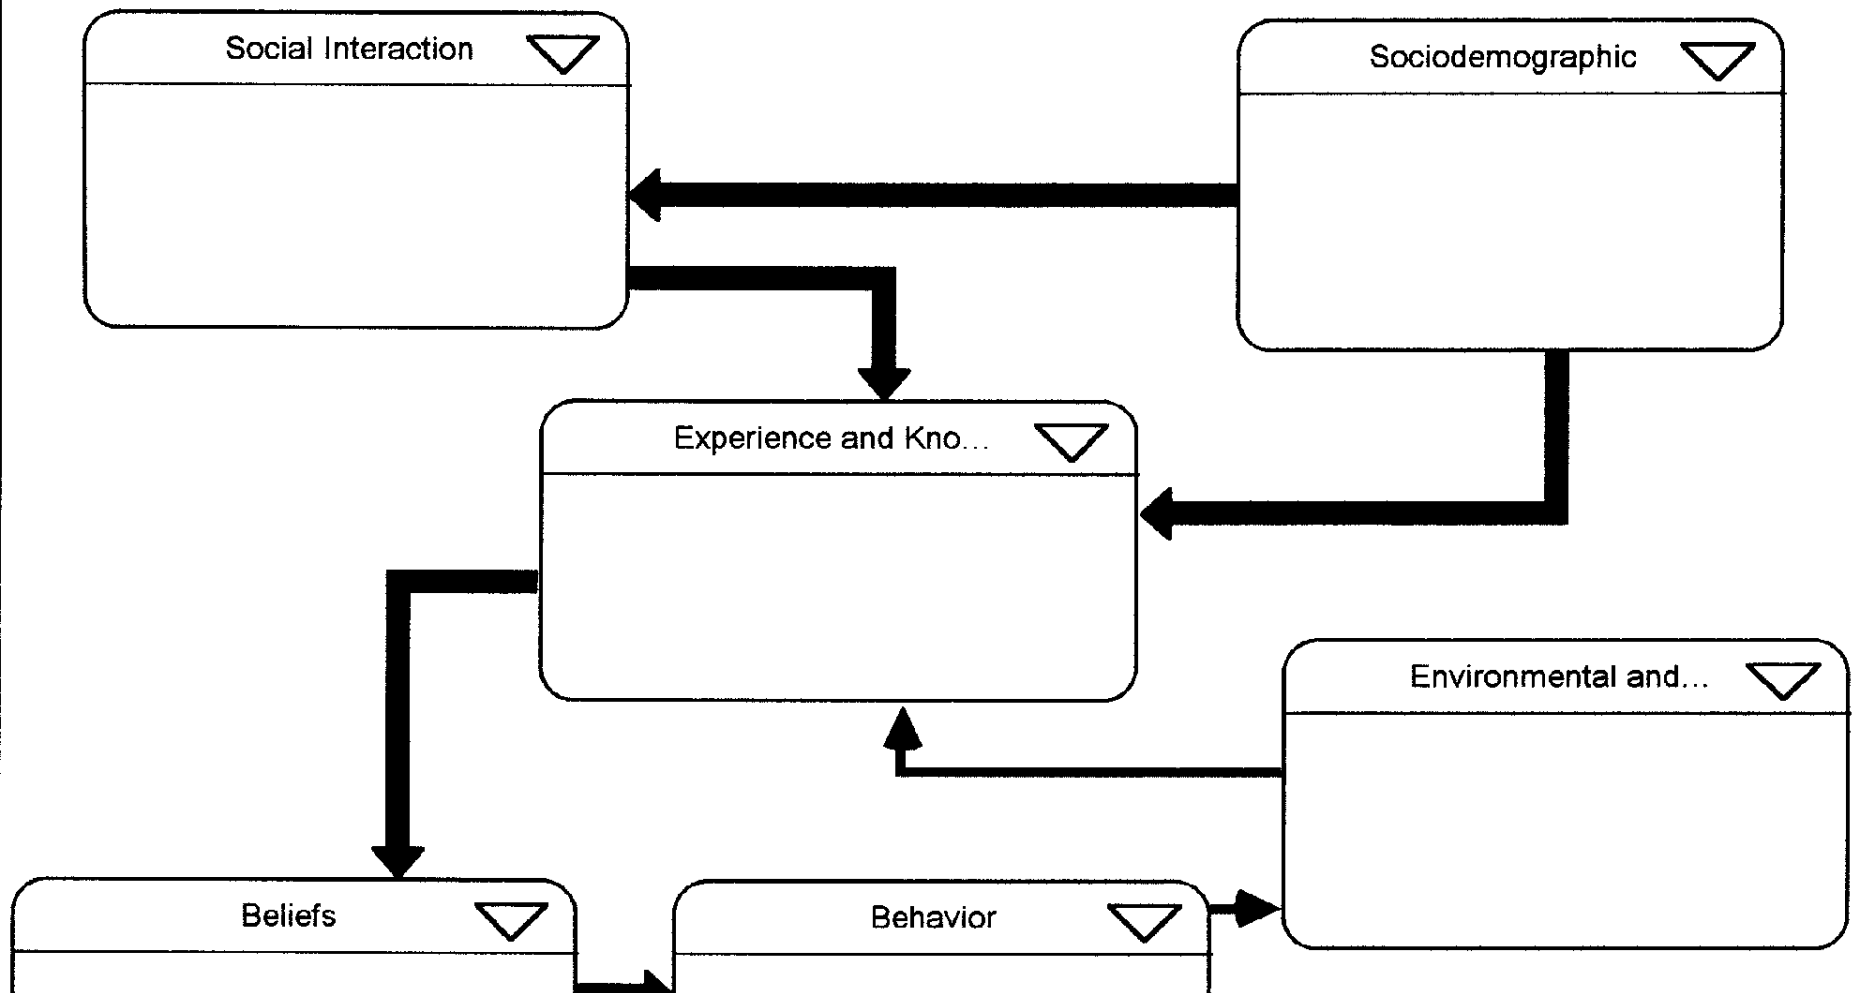 Social Interaction
Sociodemographic
Experience and Kno...
Environmental and...
Beliefs
Behavior